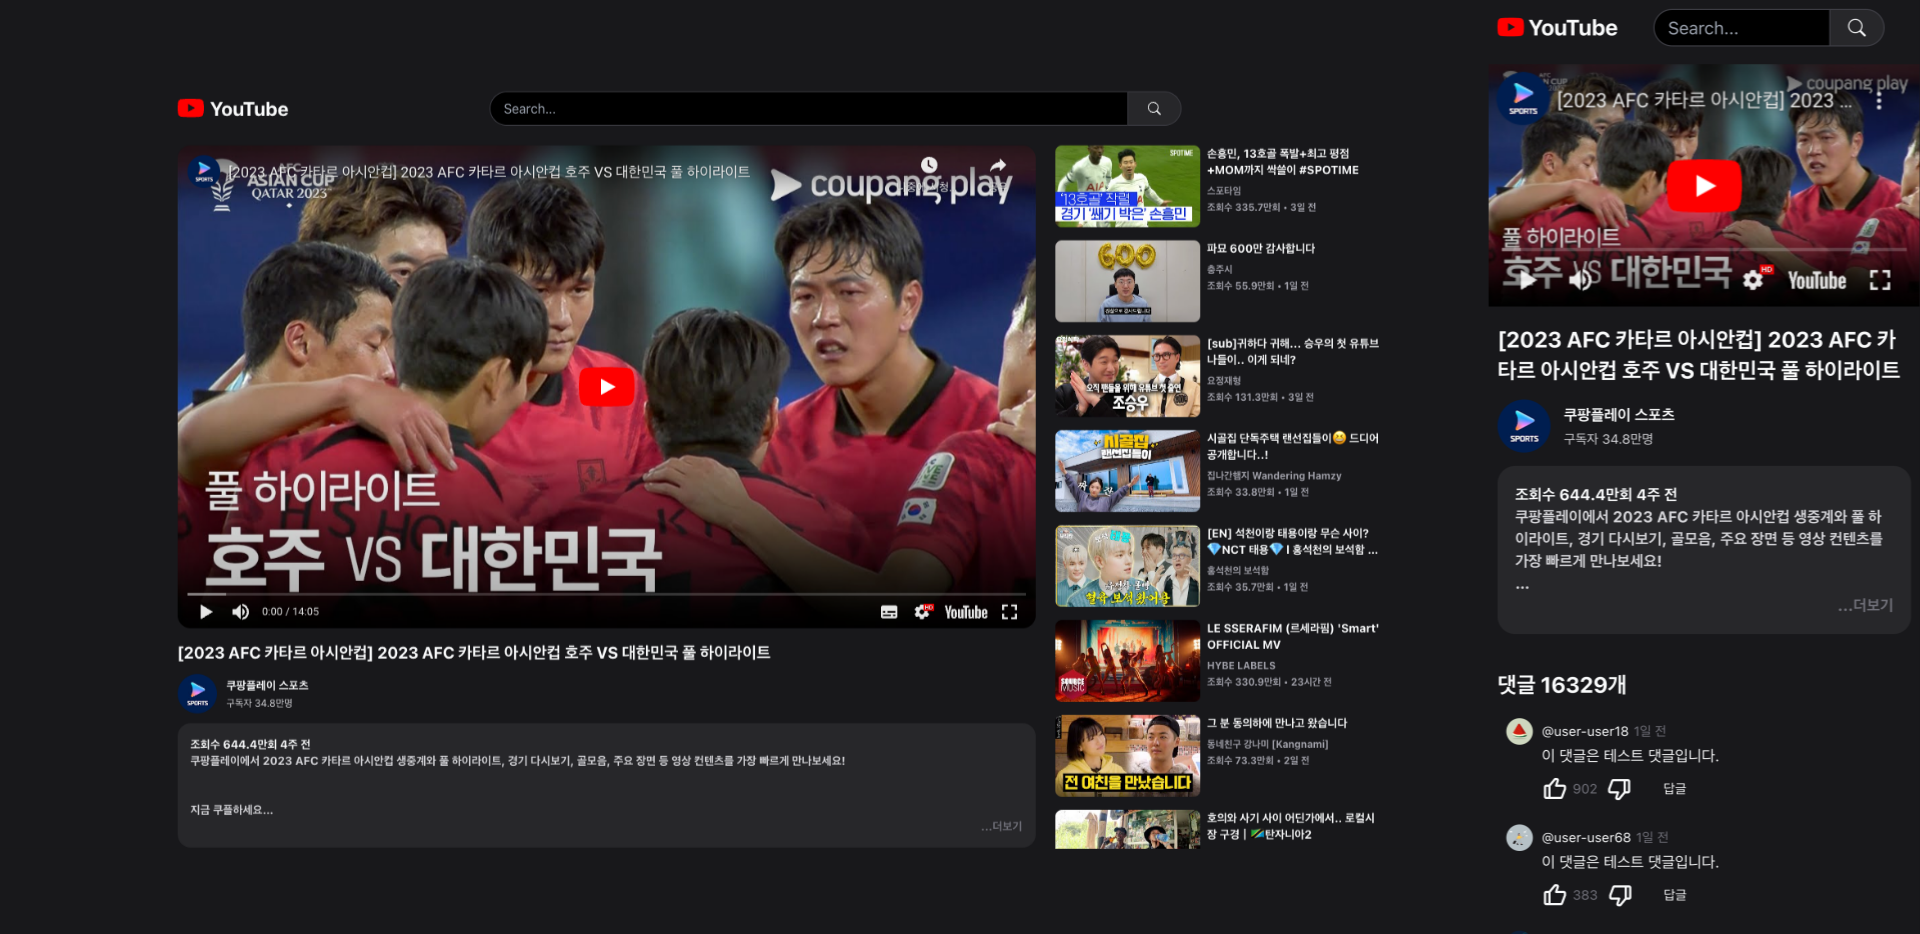 YouTube
Search...
[2023 AFC 카타르 아시안컵] 2023 AFC 카타르 아시안컵 호주 VS 대한민국 풀 하이라이트
SPORTS
ASIAN CUP
QATAR 2023
coupang play
풀 하이라이트
호주 VS 대한민국
0:00 / 14:05
HD
YouTube
[2023 AFC 카타르 아시안컵] 2023 AFC 카타르 아시안컵 호주 VS 대한민국 풀 하이라이트
SPORTS
쿠팡플레이 스포츠
구독자 34.8만명
조회수 644.4만회 4주 전
쿠팡플레이에서 2023 AFC 카타르 아시안컵 생중계와 풀 하이라이트, 경기 다시보기, 골모음, 주요 장면 등 영상 컨텐츠를 가장 빠르게 만나보세요!
지금 쿠플하세요...
...더보기
SPOTIME
'13호골' 작렬
경기 '쐐기 박은' 손흥민
손흥민, 13호골 폭발+최고 평점
+MOM까지 싹쓸이 #SPOTIME
스포타임
조회수 335.7만회 • 3일 전
600
파묘 600만 감사합니다
충주시
조회수 55.9만회 • 1일 전
오직 팬들을 위해 유튜브 첫 출연
조승우
[sub]귀하다 귀해... 승우의 첫 유튜브
나들이.. 이게 되네?
요정재형
조회수 131.3만회 • 3일 전
시골집
랜선집들이
짜 잔
시골집 단독주택 랜선집들이😀 드디어
공개합니다..!
집나간햄지 Wandering Hamzy
조회수 33.8만회 • 1일 전
[EN] 석천이랑 태용이랑 무슨 사이?
💎NCT 태용💎 I 홍석천의 보석함 ...
홍석천의 보석함
조회수 35.7만회 • 1일 전
SOURCE
MUSIC
LE SSERAFIM (르세라핌) 'Smart'
OFFICIAL MV
HYBE LABELS
조회수 330.9만회 • 23시간 전
전 여친을 만났습니다
그 분 동의하에 만나고 왔습니다
동네친구 강나미 [Kangnami]
조회수 73.3만회 • 2일 전
호의와 사기 사이 어딘가에서.. 로컬시
장 구경 | 🇹🇿탄자니아2
YouTube
Search...
SPORTS
[2023 AFC 카타르 아시안컵] 2023 ...
coupang play
풀 하이라이트
호주 VS 대한민국
HD
YouTube
[2023 AFC 카타르 아시안컵] 2023 AFC 카
타르 아시안컵 호주 VS 대한민국 풀 하이라이트
SPORTS
쿠팡플레이 스포츠
구독자 34.8만명
조회수 644.4만회 4주 전
쿠팡플레이에서 2023 AFC 카타르 아시안컵 생중계와 풀 하
이라이트, 경기 다시보기, 골모음, 주요 장면 등 영상 컨텐츠를
가장 빠르게 만나보세요!
...
...더보기
댓글 16329개
@user-user18 1일 전
이 댓글은 테스트 댓글입니다.
902
답글
@user-user68 1일 전
이 댓글은 테스트 댓글입니다.
383
답글